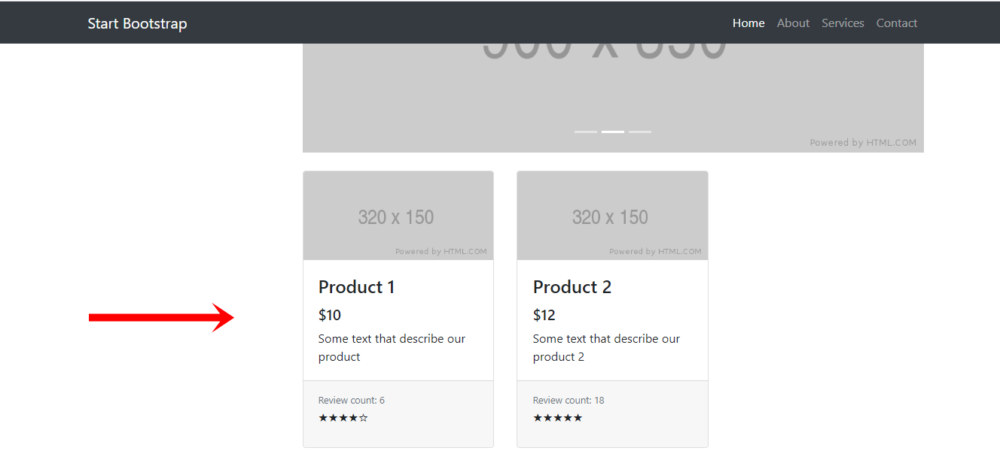 Start Bootstrap
Home About Services Contact
Powered by HTML.COM
320 x 150
Powered by HTML.COM
Product 1
$10
Some text that describe our
product
Review count: 6
★★★★☆
320 x 150
Powered by HTML.COM
Product 2
$12
Some text that describe our
product 2
Review count: 18
★★★★★